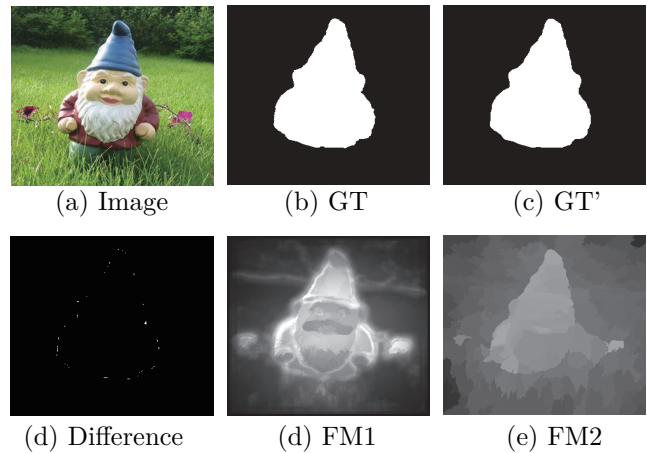 (a) Image
(b) GT
(c) GT'
(d) Difference
(d) FM1
(e) FM2